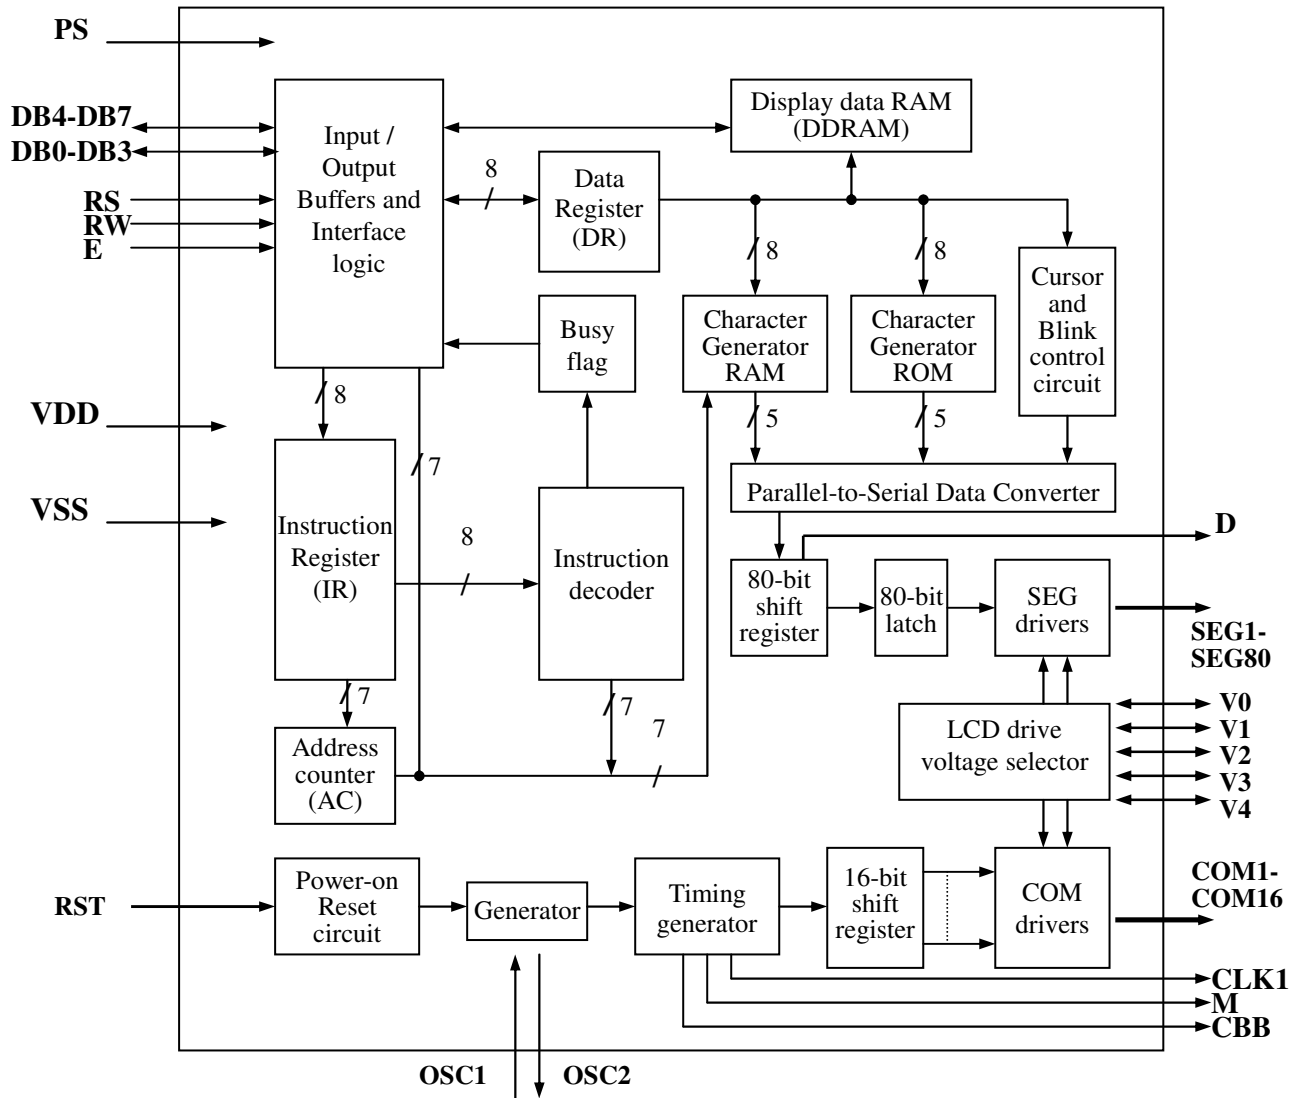 PS
DB4-DB7
DB0-DB3
RS
RW
E
Input /
Output
Buffers and
Interface
logic
Display data RAM
(DDRAM)
8
Data
Register
(DR)
8
8
Cursor
and
Blink
control
circuit
Busy
flag
Character
Generator
RAM
Character
Generator
ROM
8
5
5
VDD
7
Parallel-to-Serial Data Converter
VSS
Instruction
Register
(IR)
8
Instruction
decoder
D
80-bit
shift
register
80-bit
latch
SEG
drivers
SEG1-
SEG80
7
7
7
Address
counter
(AC)
LCD drive
voltage selector
V0
V1
V2
V3
V4
RST
Power-on
Reset
circuit
Generator
Timing
generator
16-bit
shift
register
COM
drivers
COM1-
COM16
CLK1
M
CBB
OSC1
OSC2